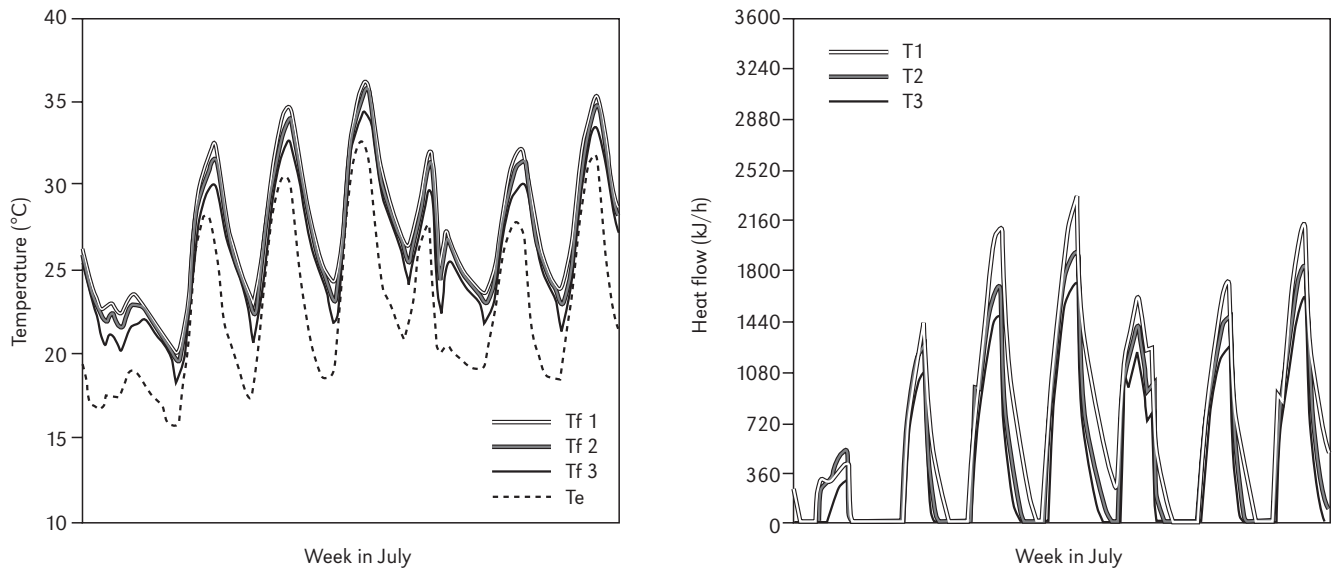 40
35
30
25
20
15
10
Temperature (°C)
Tf 1
Tf 2
Tf 3
Te
Week in July
3600
3240
2880
2520
2160
1800
1440
1080
720
360
0
Heat flow (kJ/h)
T1
T2
T3
Week in July